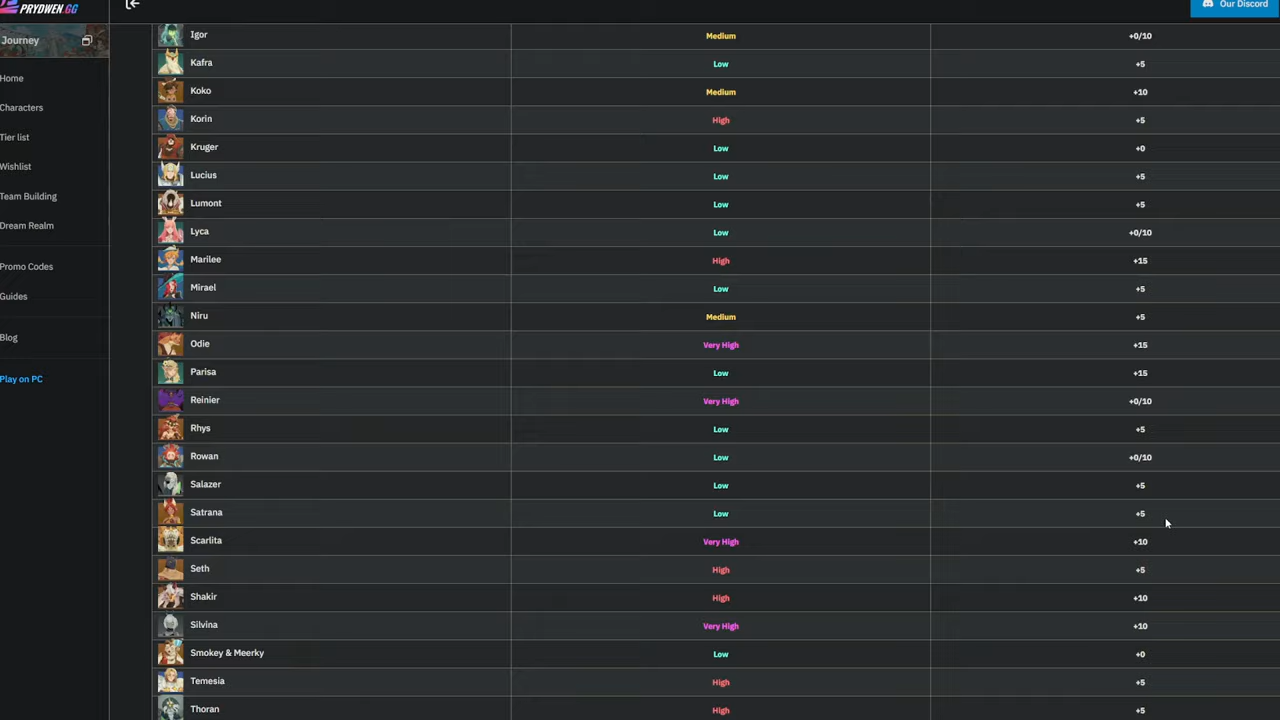 PRYDWEN.GG
Our Discord
Journey
Home
Characters
Tier list
Wishlist
Team Building
Dream Realm
Promo Codes
Guides
Blog
Play on PC
Igor Medium +0/10
Kafra Low +5
Koko Medium +10
Korin High +5
Kruger Low +0
Lucius Low +5
Lumont Low +5
Lyca Low +0/10
Marilee High +15
Mirael Low +5
Niru Medium +5
Odie Very High +15
Parisa Low +15
Reinier Very High +0/10
Rhys Low +5
Rowan Low +0/10
Salazer Low +5
Satrana Low +5
Scarlita Very High +10
Seth High +5
Shakir High +10
Silvina Very High +10
Smokey & Meerky Low +0
Temesia High +5
Thoran High +5